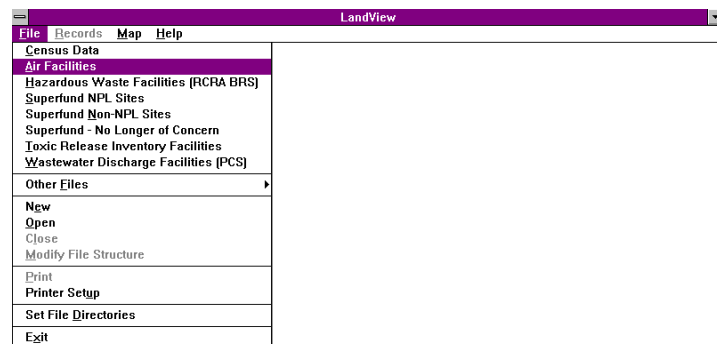 LandView
File Records Map Help
Census Data
Air Facilities
Hazardous Waste Facilities (RCRA BRS)
Superfund NPL Sites
Superfund Non-NPL Sites
Superfund - No Longer of Concern
Toxic Release Inventory Facilities
Wastewater Discharge Facilities (PCS)
Other Files
New
Open
Close
Modify File Structure
Print
Printer Setup
Set File Directories
Exit